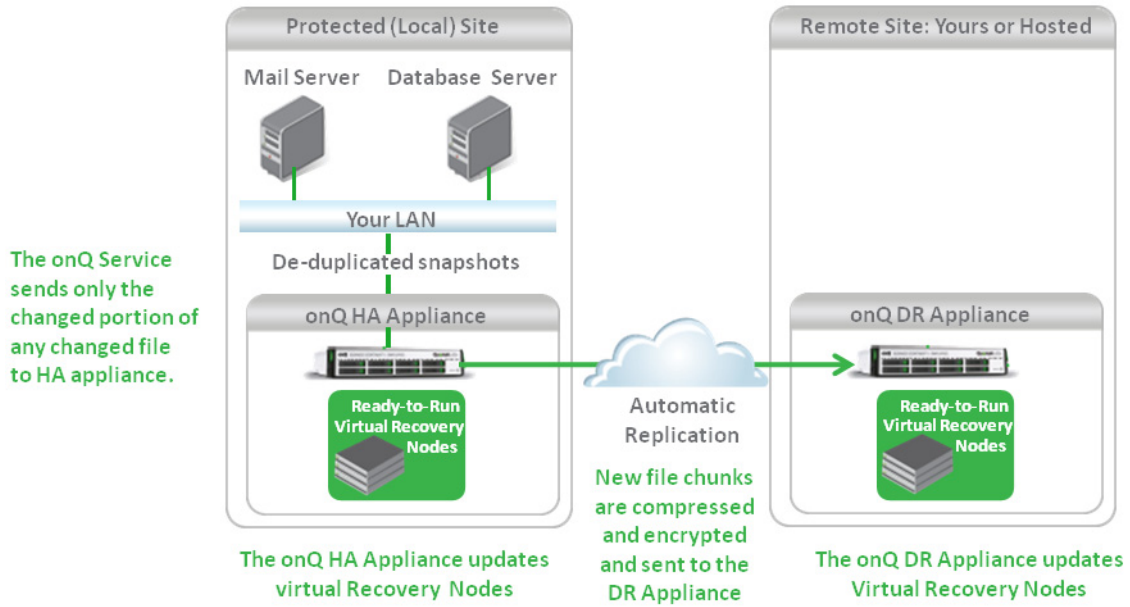 Protected (Local) Site
Mail Server
Database Server
Your LAN
De-duplicated snapshots
The onQ Service
sends only the
changed portion of
any changed file
to HA appliance.
onQ HA Appliance
Ready-to-Run
Virtual Recovery
Nodes
The onQ HA Appliance updates
virtual Recovery Nodes
Automatic
Replication
New file chunks
are compressed
and encrypted
and sent to the
DR Appliance
Remote Site: Yours or Hosted
onQ DR Appliance
Ready-to-Run
Virtual Recovery
Nodes
The onQ DR Appliance updates
Virtual Recovery Nodes